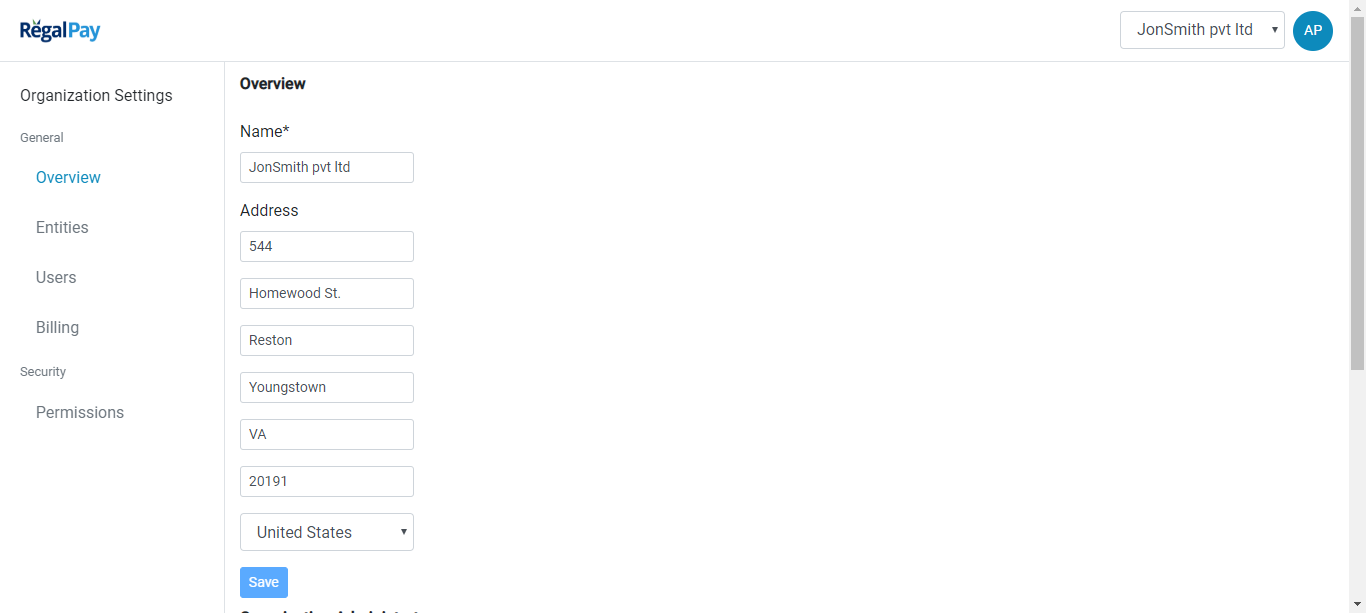 RegalPay
JonSmith pvt ltd
AP
Organization Settings
General
Overview
Entities
Users
Billing
Security
Permissions
Overview
Name*
JonSmith pvt ltd
Address
544
Homewood St.
Reston
Youngstown
VA
20191
United States
Save